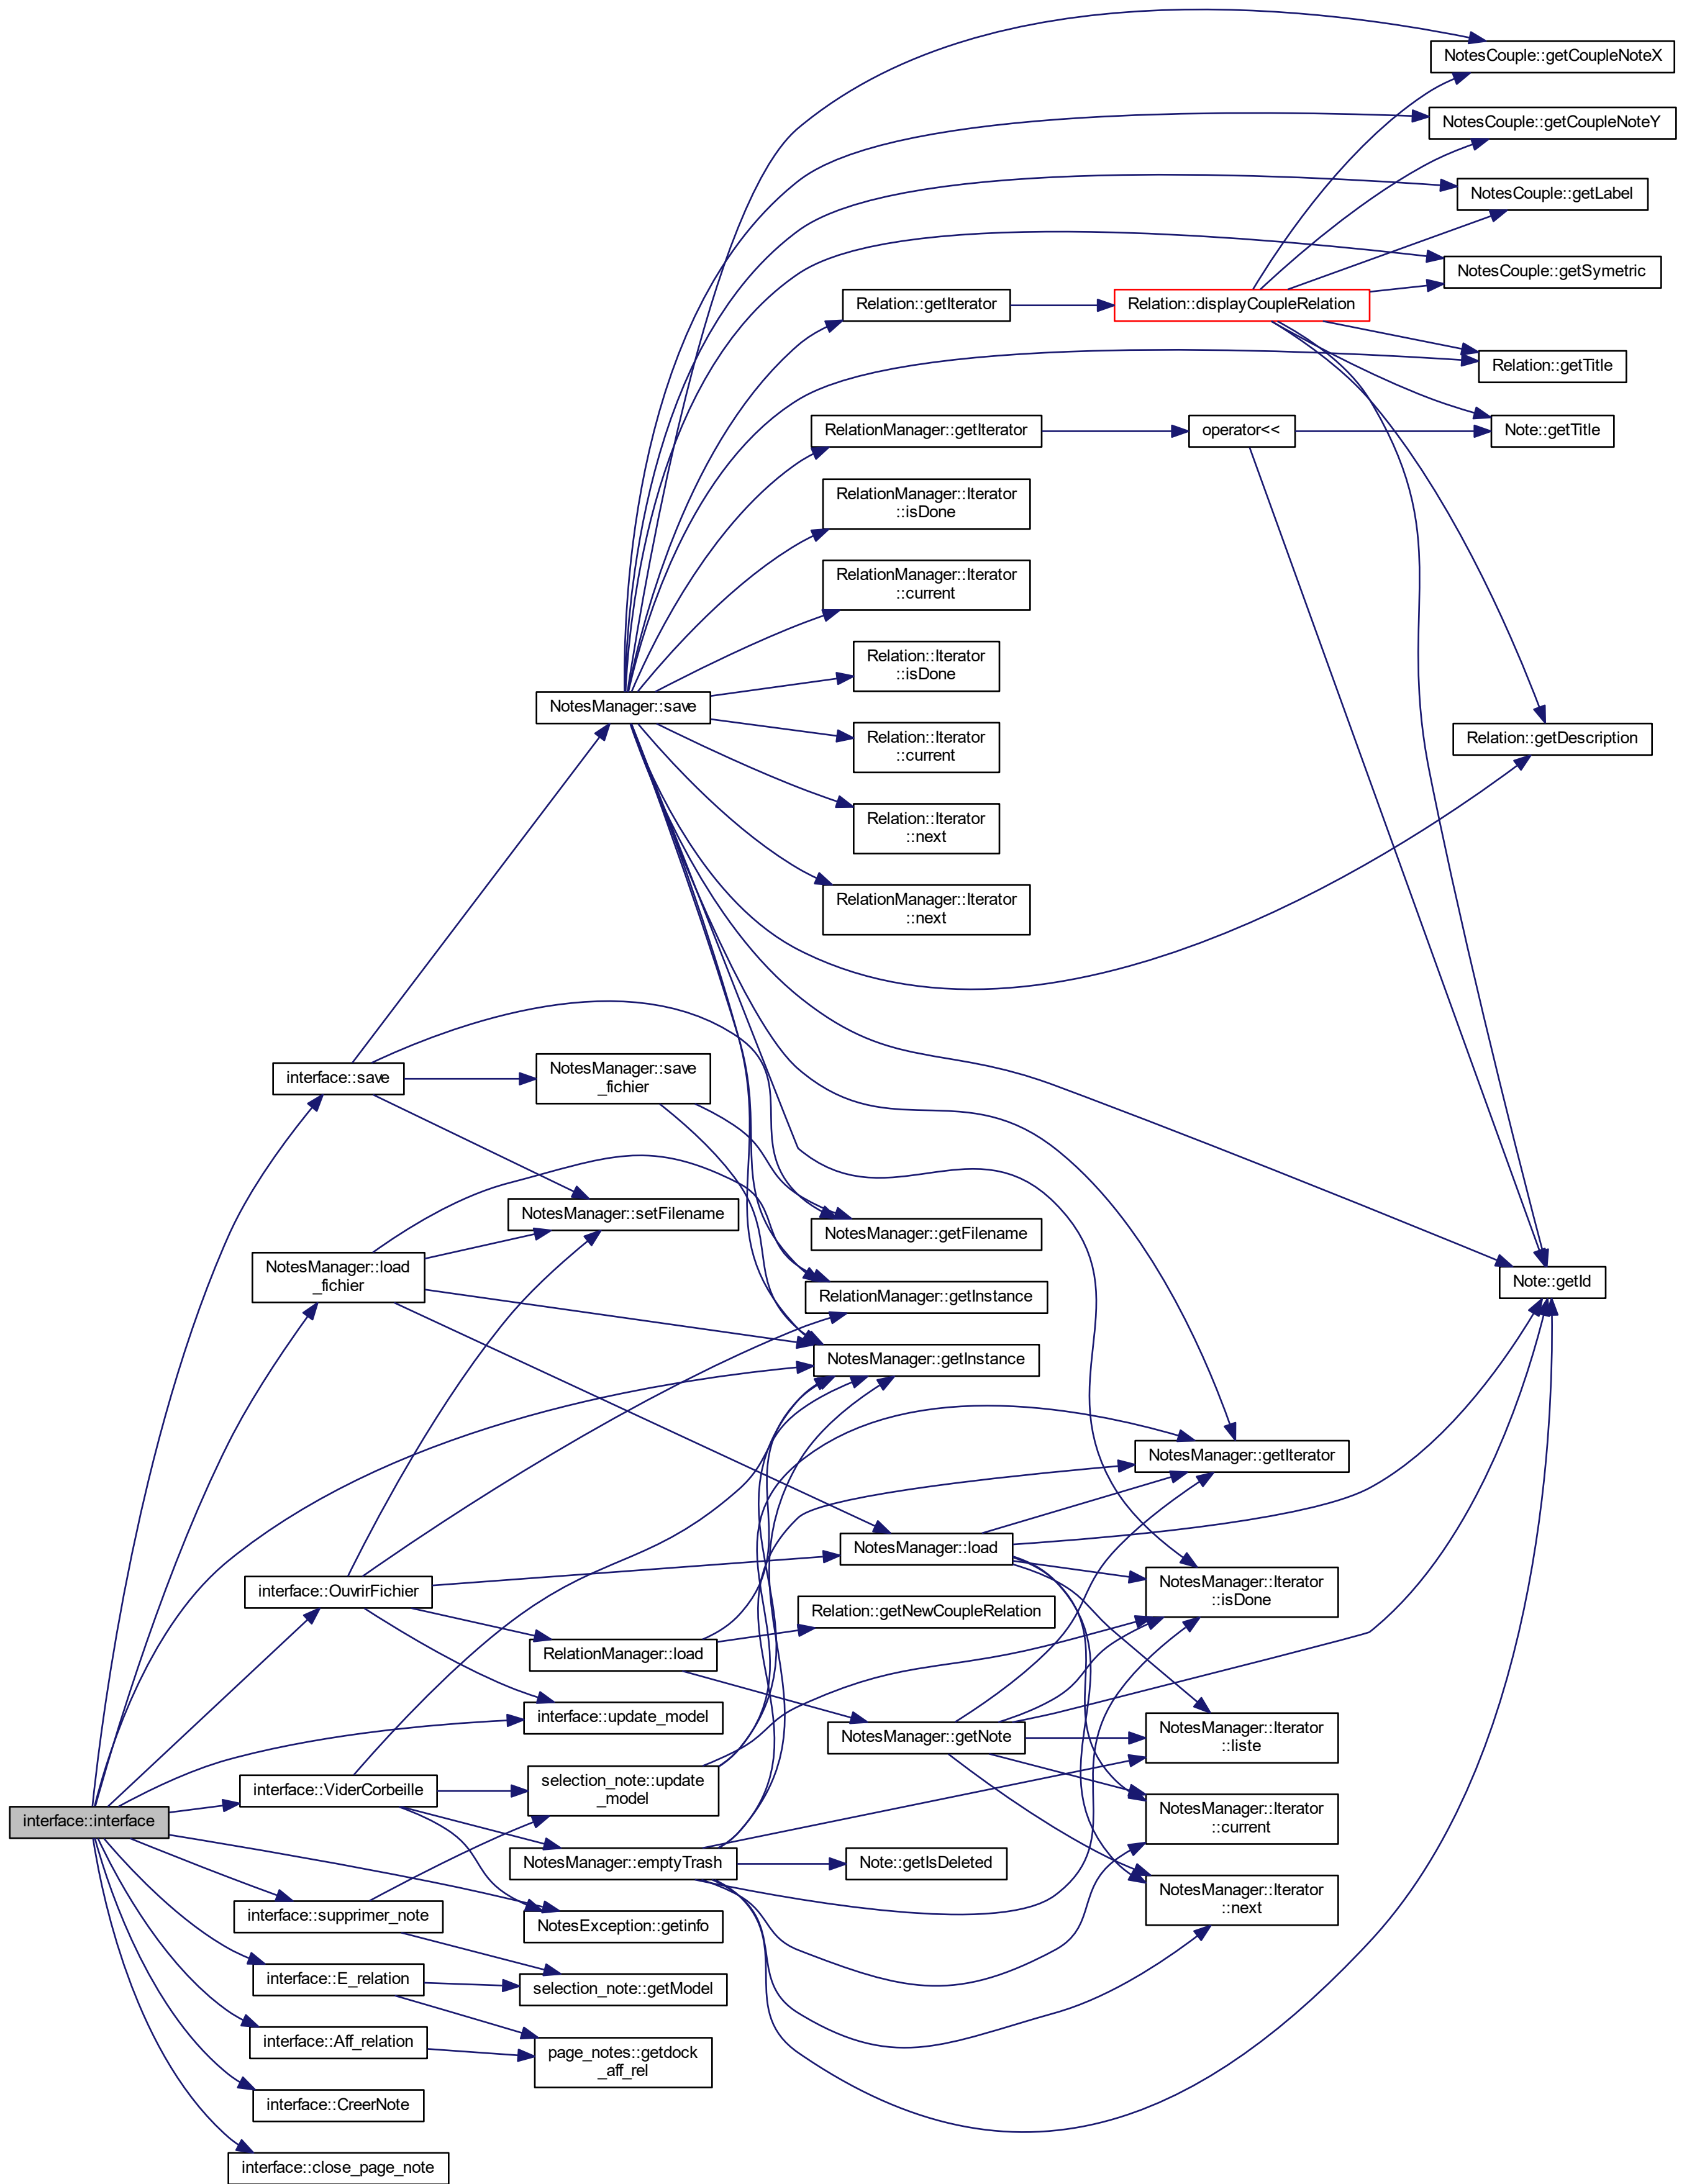 NotesCouple::getCoupleNoteX
NotesCouple::getCoupleNoteY
NotesCouple::getLabel
NotesCouple::getSymetric
Relation::getIterator
Relation::displayCoupleRelation
Relation::getTitle
RelationManager::getIterator
operator<<
Note::getTitle
RelationManager::Iterator
::isDone
RelationManager::Iterator
::current
Relation::Iterator
::isDone
NotesManager::save
Relation::Iterator
::current
Relation::getDescription
Relation::Iterator
::next
RelationManager::Iterator
::next
interface::save
NotesManager::save
_fichier
NotesManager::setFilename
NotesManager::getFilename
NotesManager::load
_fichier
RelationManager::getInstance
Note::getId
NotesManager::getInstance
NotesManager::getIterator
NotesManager::load
interface::OuvrirFichier
NotesManager::Iterator
::isDone
Relation::getNewCoupleRelation
RelationManager::load
interface::update_model
NotesManager::getNote
NotesManager::Iterator
::liste
interface::ViderCorbeille
selection_note::update
_model
interface::interface
NotesManager::Iterator
::current
NotesManager::emptyTrash
Note::getIsDeleted
interface::supprimer_note
NotesException::getinfo
NotesManager::Iterator
::next
interface::E_relation
selection_note::getModel
interface::Aff_relation
page_notes::getdock
_aff_rel
interface::CreerNote
interface::close_page_note